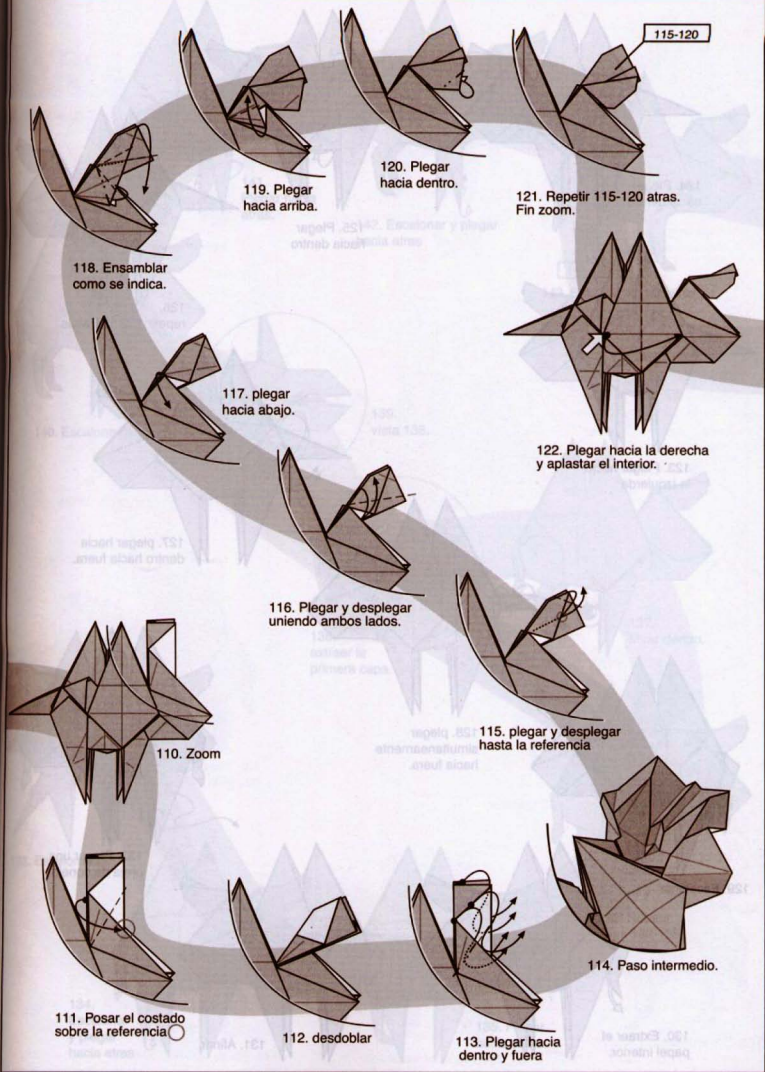 115-120
119. Plegar
hacia arriba.
120. Plegar
hacia dentro.
121. Repetir 115-120 atras.
Fin zoom.
118. Ensamblar
como se indica.
117. plegar
hacia abajo.
122. Plegar hacia la derecha
y aplastar el interior.
116. Plegar y desplegar
uniendo ambos lados.
115. plegar y desplegar
hasta la referencia
110. Zoom
114. Paso intermedio.
111. Posar el costado
sobre la referencia
112. desdoblar
113. Plegar hacia
dentro y fuera